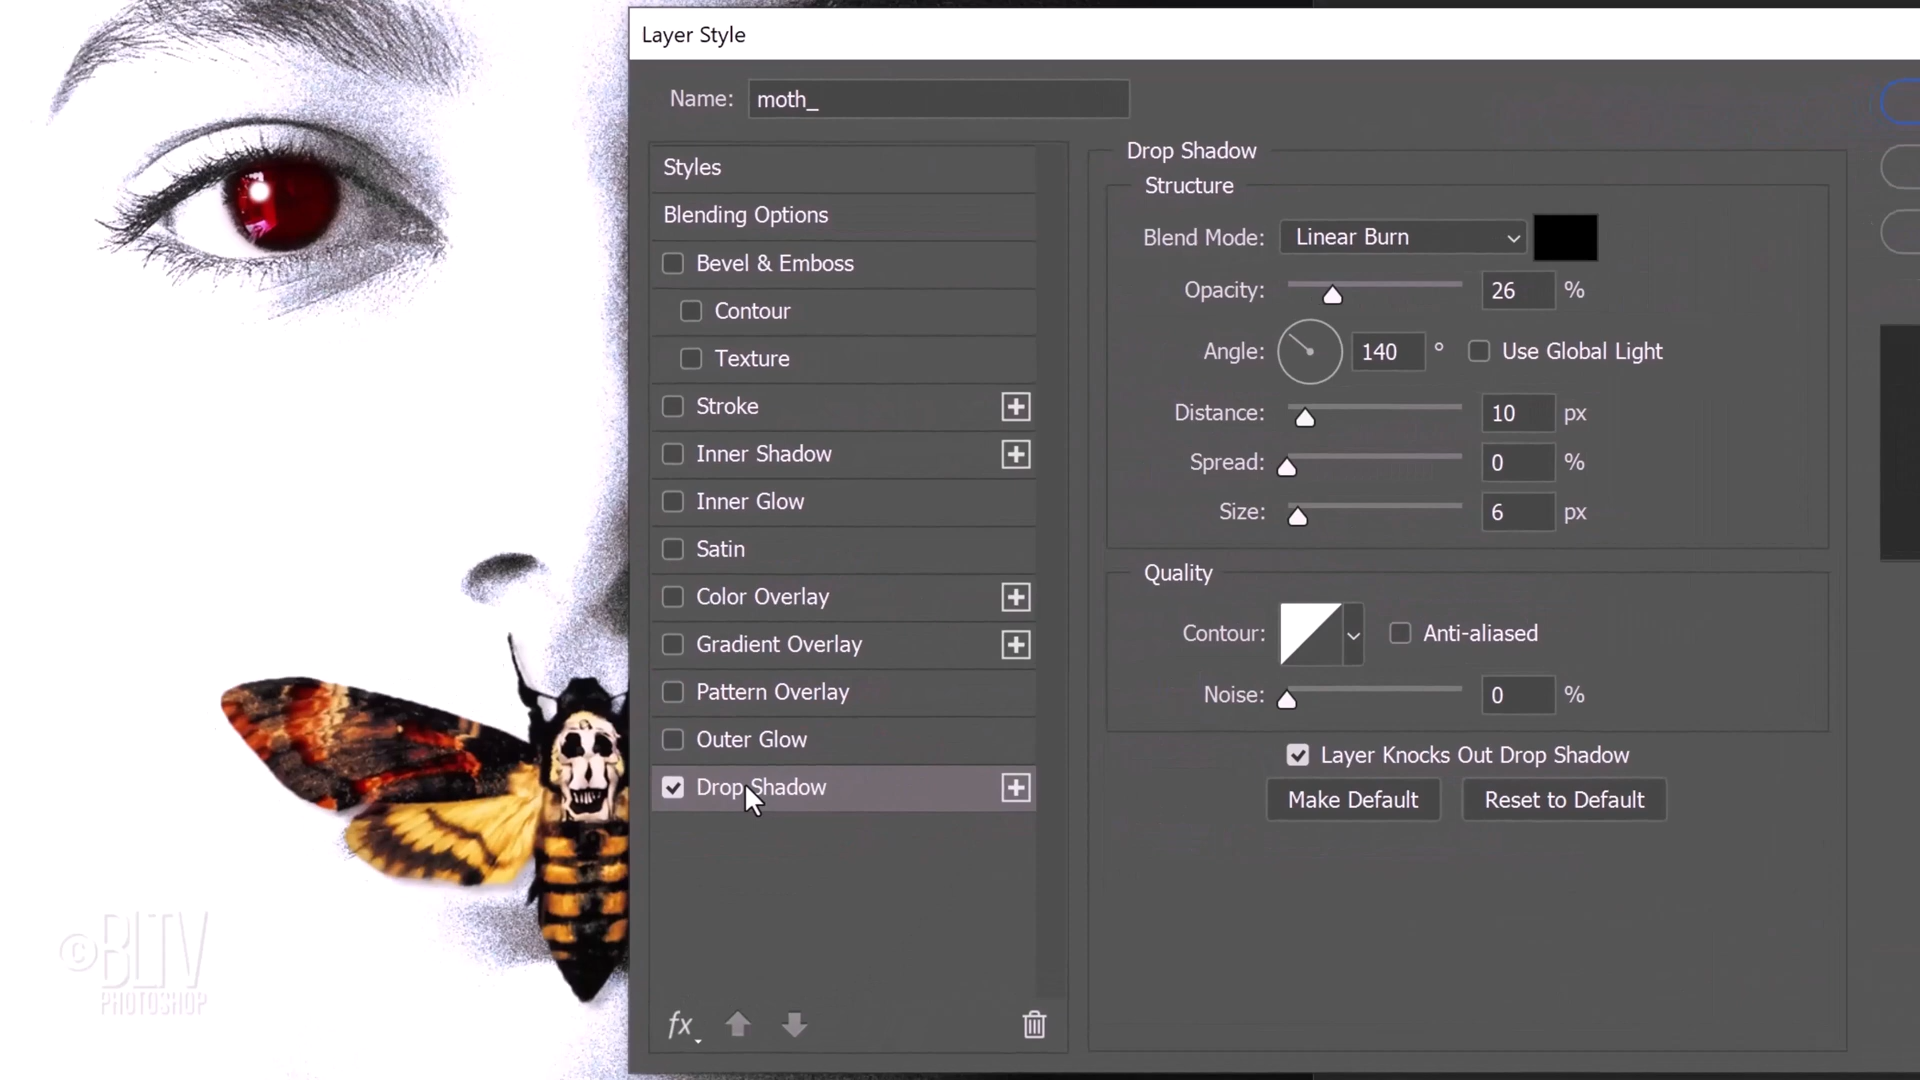 Layer Style
Name: moth_
Styles
Blending Options
Bevel & Emboss
Contour
Texture
Stroke
Inner Shadow
Inner Glow
Satin
Color Overlay
Gradient Overlay
Pattern Overlay
Outer Glow
Drop Shadow
fx
Drop Shadow
Structure
Blend Mode: Linear Burn
Opacity: 26 %
Angle: 140 ° Use Global Light
Distance: 10 px
Spread: 0 %
Size: 6 px
Quality
Contour: Anti-aliased
Noise: 0 %
Layer Knocks Out Drop Shadow
Make Default Reset to Default
©BLTV
PHOTOSHOP